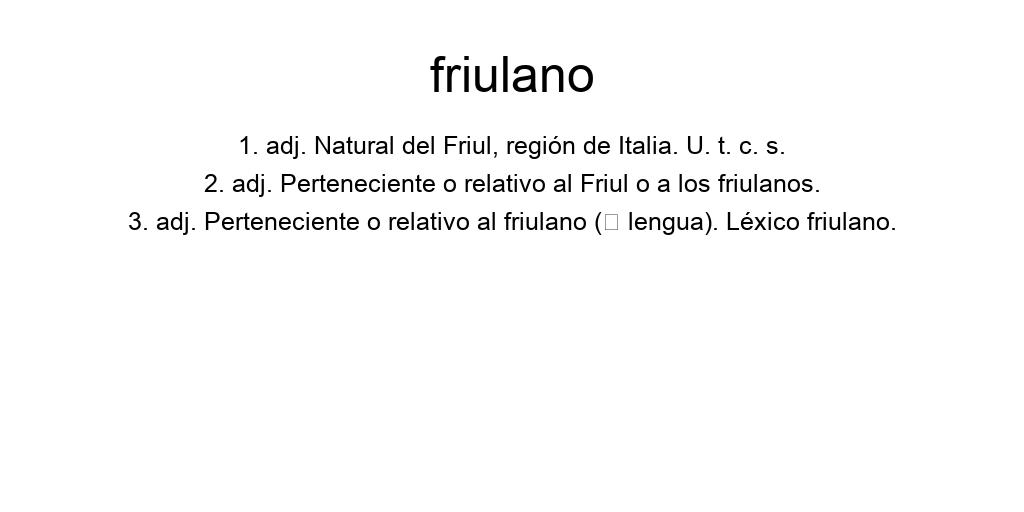 friulano
1. adj. Natural del Friul, región de Italia. U. t. c. s.
2. adj. Perteneciente o relativo al Friul o a los friulanos.
3. adj. Perteneciente o relativo al friulano (□ lengua). Léxico friulano.